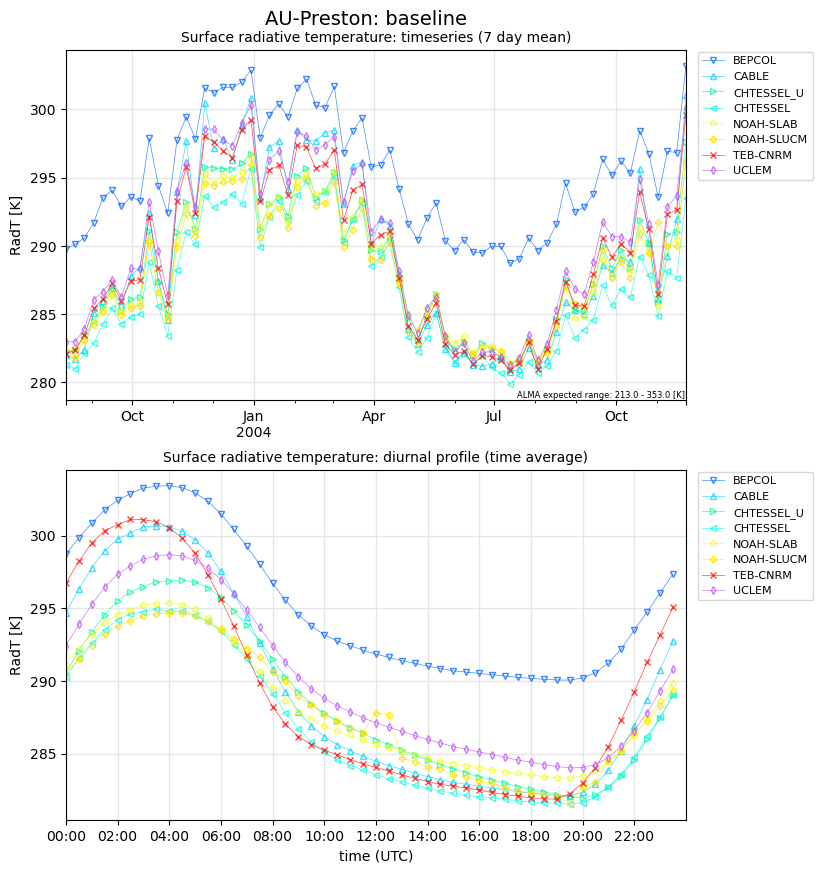 AU-Preston: baseline
Surface radiative temperature: timeseries (7 day mean)
RadT [K]
300
295
290
285
280
Oct
Jan
2004
Apr
Jul
Oct
ALMA expected range: 213.0 - 353.0 [K]
BEPCOL
CABLE
CHTESSEL_U
CHTESSEL
NOAH-SLAB
NOAH-SLUCM
TEB-CNRM
UCLEM
Surface radiative temperature: diurnal profile (time average)
RadT [K]
300
295
290
285
00:00
02:00
04:00
06:00
08:00
10:00
12:00
14:00
16:00
18:00
20:00
22:00
time (UTC)
BEPCOL
CABLE
CHTESSEL_U
CHTESSEL
NOAH-SLAB
NOAH-SLUCM
TEB-CNRM
UCLEM